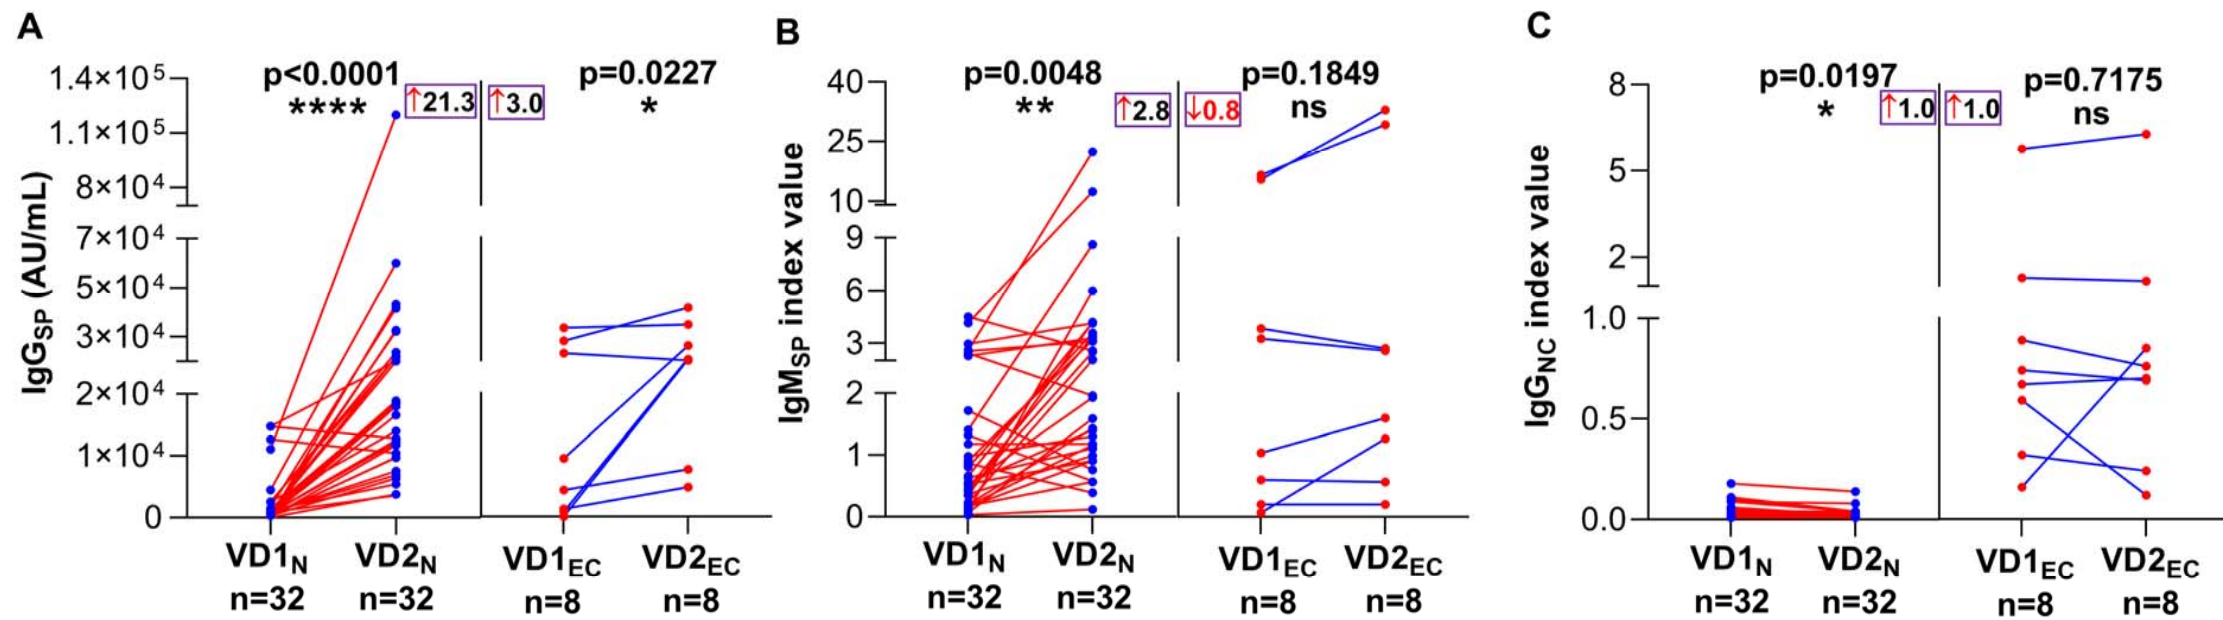 A
IgG_SP (AU/mL)
1.4×10⁵
1.1×10⁵
8×10⁴
7×10⁴
5×10⁴
3×10⁴
2×10⁴
1×10⁴
0
p<0.0001
****
↑21.3
↑3.0
p=0.0227
*
VD1_N
n=32
VD2_N
n=32
VD1_EC
n=8
VD2_EC
n=8
B
IgM_SP index value
40
25
10
9
6
3
2
1
0
p=0.0048
**
↑2.8
↓0.8
p=0.1849
ns
VD1_N
n=32
VD2_N
n=32
VD1_EC
n=8
VD2_EC
n=8
C
IgG_NC index value
8
5
2
1.0
0.5
0.0
p=0.0197
*
↑1.0
↑1.0
p=0.7175
ns
VD1_N
n=32
VD2_N
n=32
VD1_EC
n=8
VD2_EC
n=8